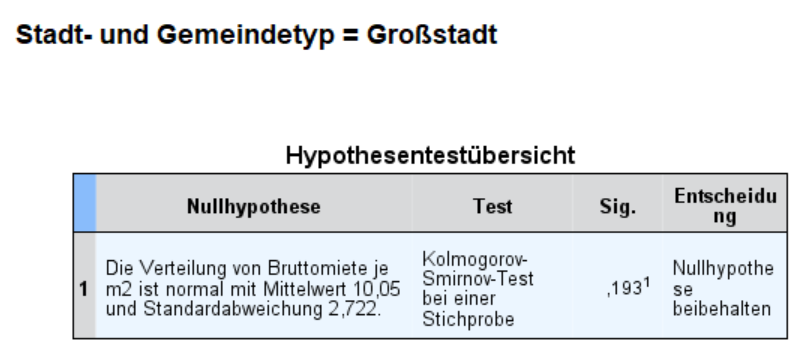 Stadt- und Gemeindetyp = Großstadt
Hypothesentestübersicht
Nullhypothese Test Sig. Entscheidu
ng
1 Die Verteilung von Bruttomiete je
m2 ist normal mit Mittelwert 10,05
und Standardabweichung 2,722.
Kolmogorov-
Smirnov-Test
bei einer
Stichprobe
,193¹
Nullhypothe
se
beibehalten